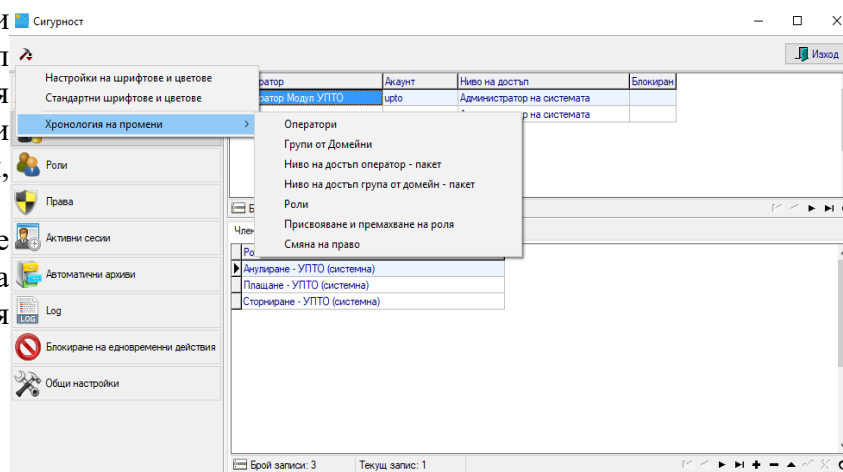 Сигурност
Изход
Настройки на шрифтове и цветове
Стандартни шрифтове и цветове
Хронология на промени
Оператори
Групи от Домейни
Ниво на достъп оператор - пакет
Ниво на достъп група от домейн - пакет
Роли
Присвояване и премахване на роля
Смяна на право
Акаунт Ниво на достъп Блокиран
Модул УПТО upto Администратор на системата
на системата
Роли
Права
Активни сесии
Автоматични архиви
LOG Log
Блокиране на едновременни действия
Общи настройки
Анулиране - УПТО (системна)
Плащане - УПТО (системна)
Сторниране - УПТО (системна)
Брой записи: 3 Текущ запис: 1